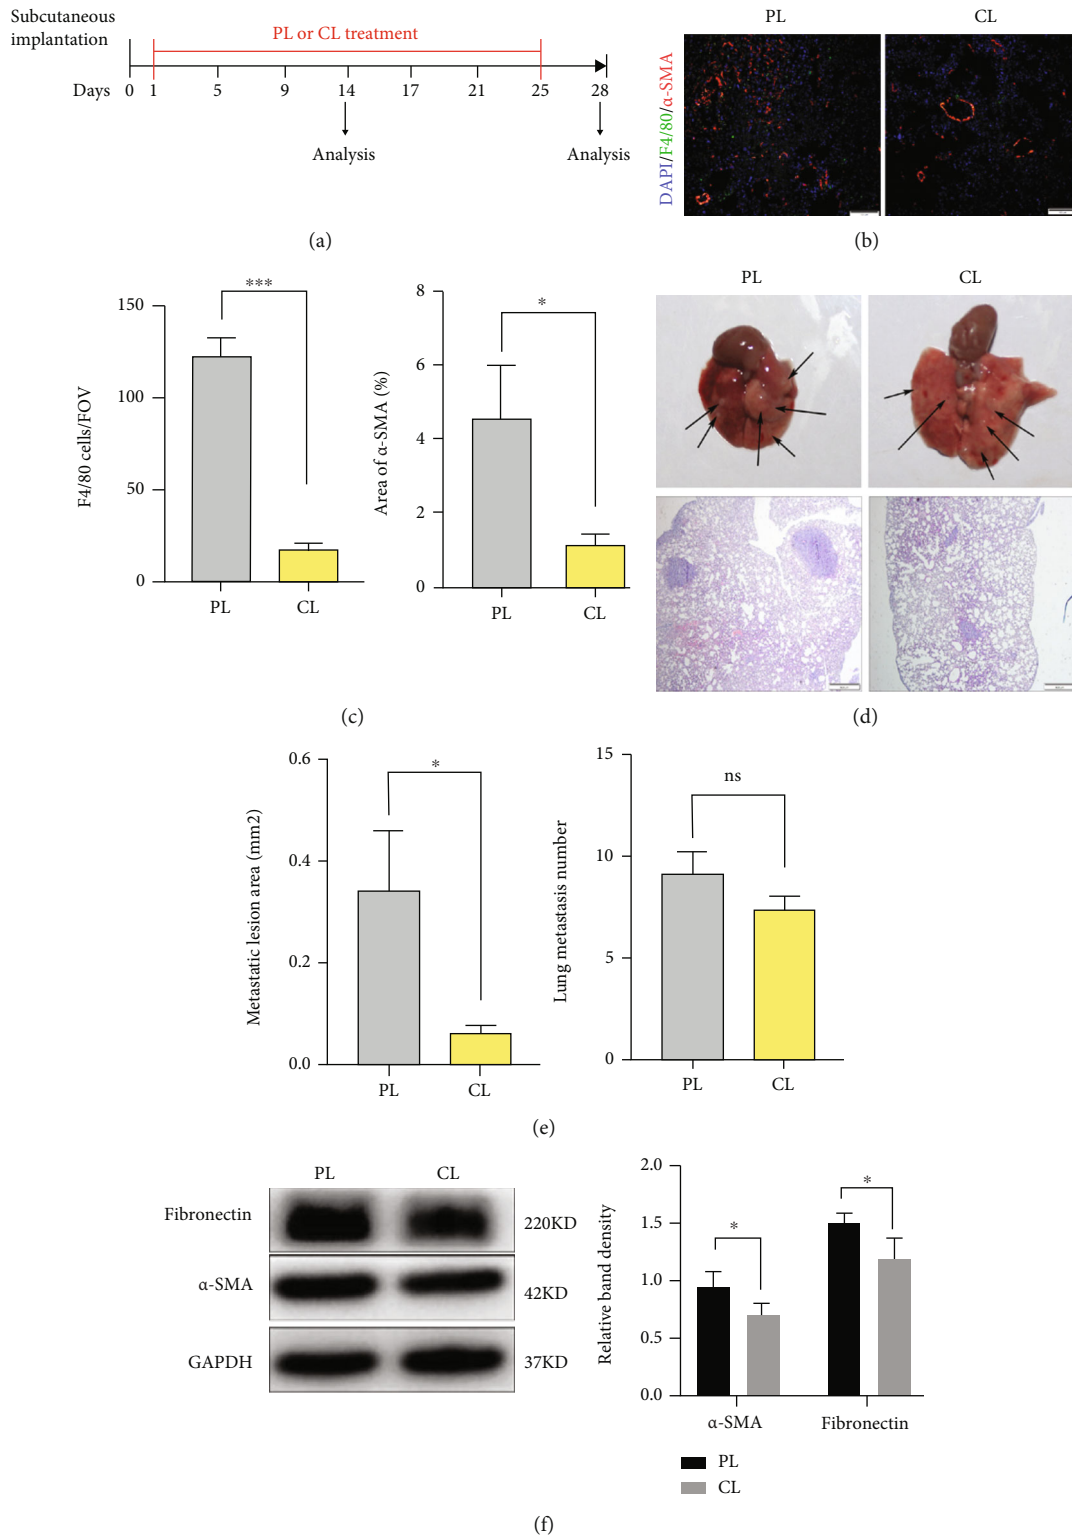 Subcutaneous
implantation
PL or CL treatment
Days 0 1 5 9 14 17 21 25 28
Analysis Analysis
(a)
PL CL
DAPI/F4/80/α-SMA
(b)
F4/80 cells/FOV
150
100
50
0
***
PL CL
Area of α-SMA (%)
8
6
4
2
0
*
PL CL
(c)
PL CL
(d)
Metastatic lesion area (mm2)
0.6
0.4
0.2
0.0
*
PL CL
Lung metastasis number
15
10
5
0
ns
PL CL
(e)
PL CL
Fibronectin 220KD
α-SMA 42KD
GAPDH 37KD
Relative band density
2.0
1.5
1.0
0.5
0.0
*
*
α-SMA Fibronectin
PL
CL
(f)